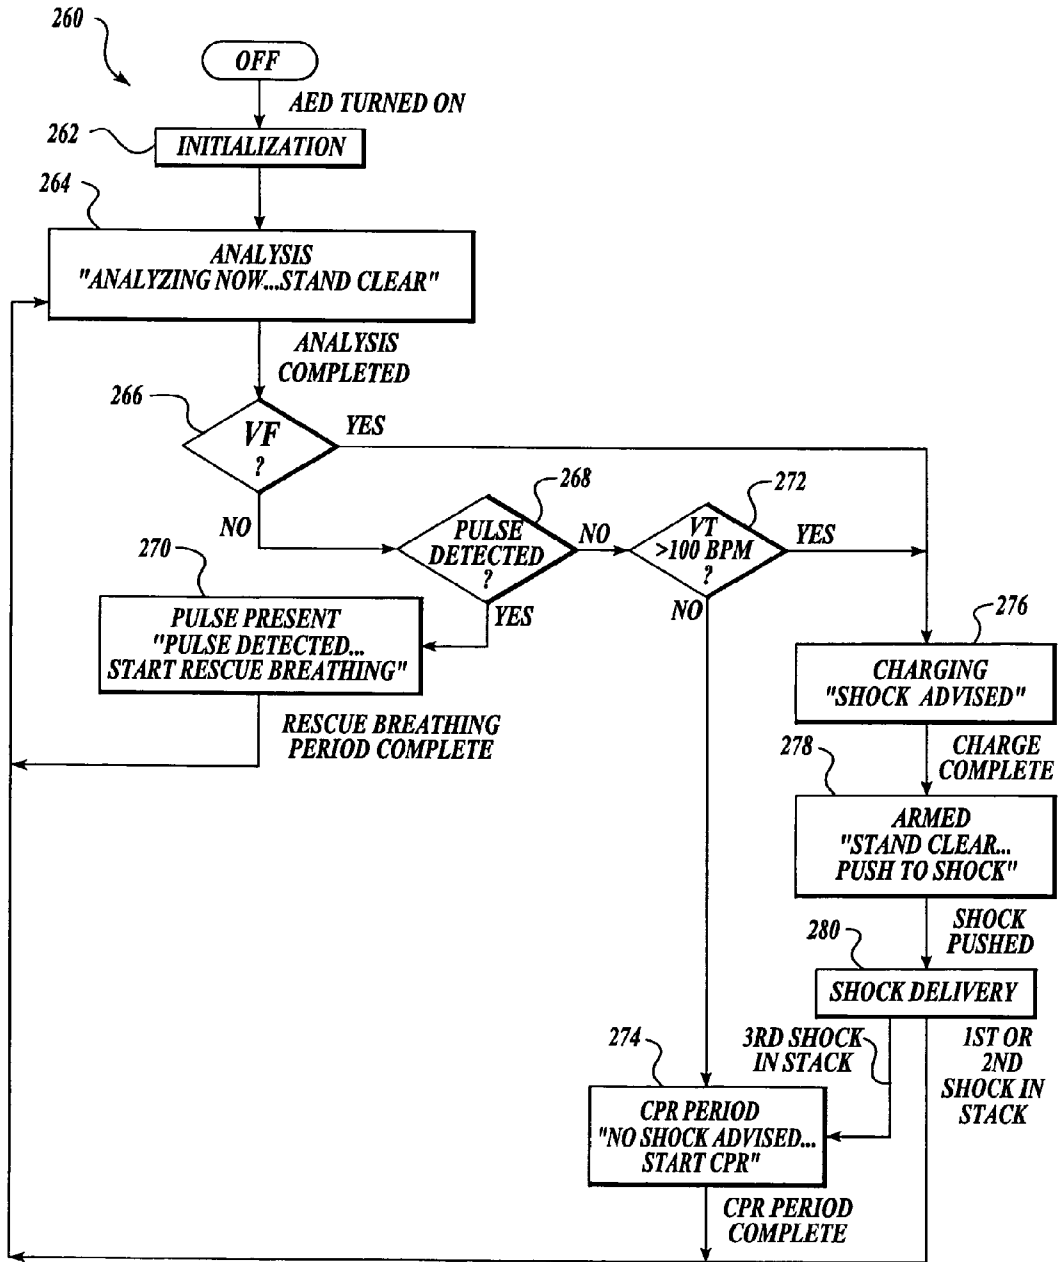 260
OFF
AED TURNED ON
262
INITIALIZATION
264
ANALYSIS
"ANALYZING NOW...STAND CLEAR"
ANALYSIS
COMPLETED
266
VF
?
YES
NO
268
PULSE
DETECTED
?
NO
YES
272
VT
>100 BPM
?
YES
NO
270
PULSE PRESENT
"PULSE DETECTED...
START RESCUE BREATHING"
RESCUE BREATHING
PERIOD COMPLETE
276
CHARGING
"SHOCK ADVISED"
CHARGE
COMPLETE
278
ARMED
"STAND CLEAR...
PUSH TO SHOCK"
SHOCK
PUSHED
280
SHOCK DELIVERY
3RD SHOCK
IN STACK
1ST OR
2ND
SHOCK IN
STACK
274
CPR PERIOD
"NO SHOCK ADVISED...
START CPR"
CPR PERIOD
COMPLETE